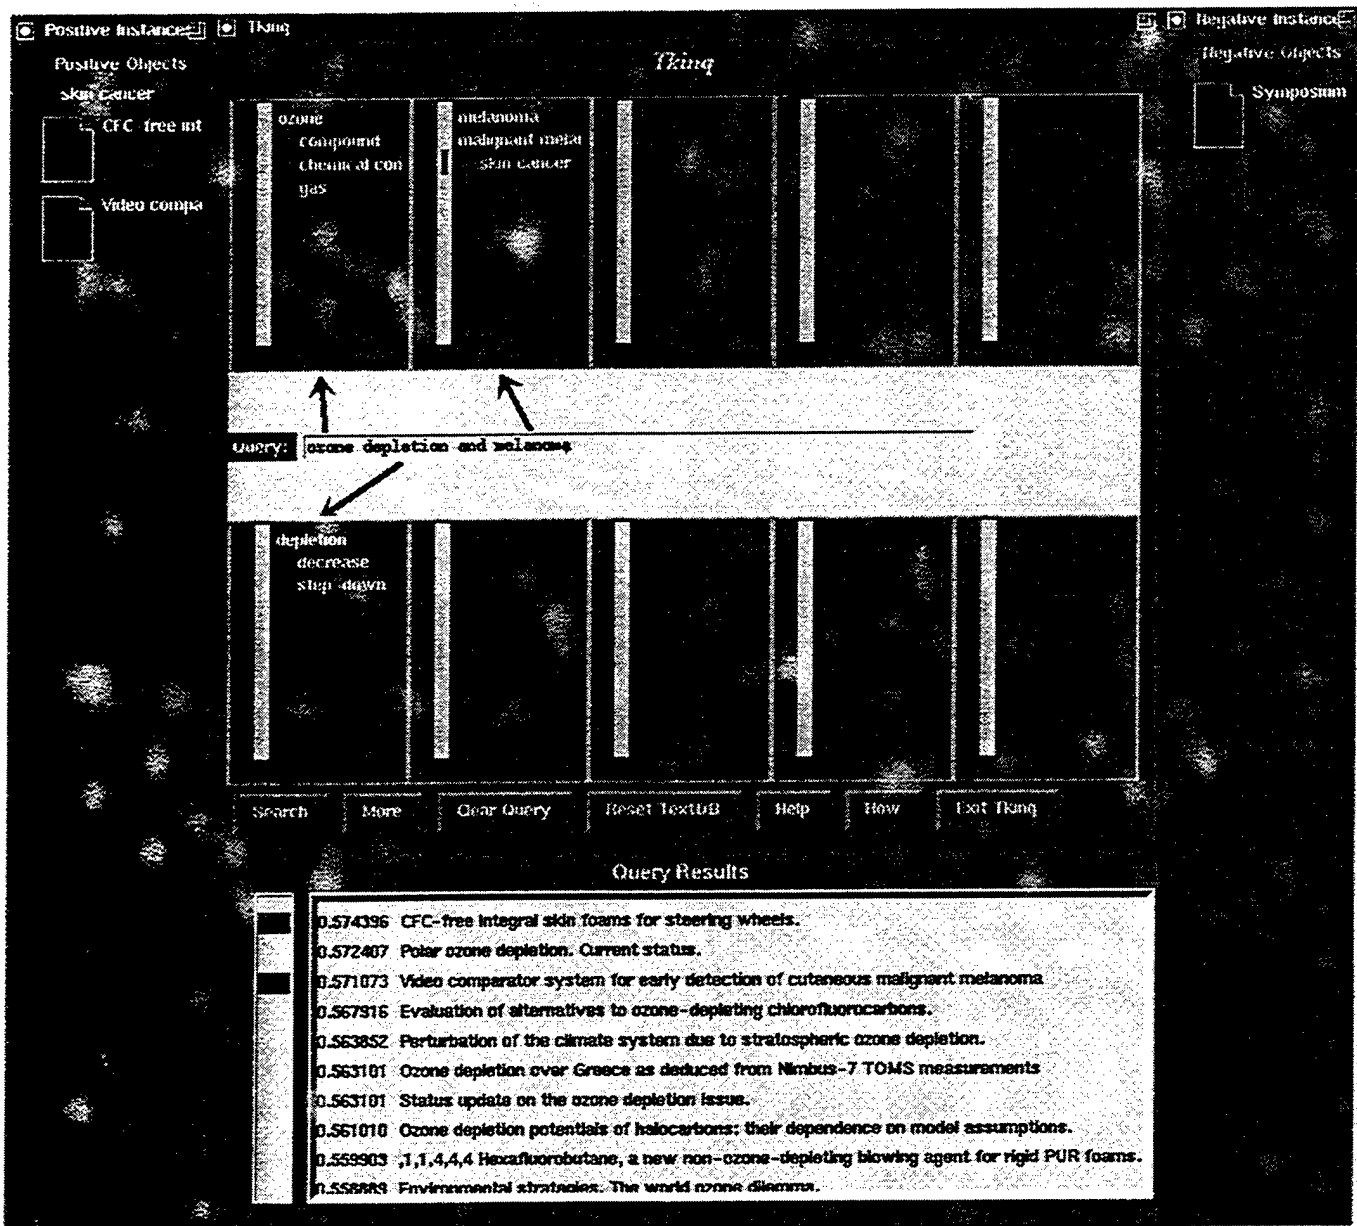 Positive Instances
Tkinq
Negative Instance
Positive Objects
Tkinq
Negative Objects
skin cancer
CFC-free int
Video compa
Symposium
ozone
compound
chemical con
gas
melanoma
malignant melar
skin cancer
Query: ozone depletion and melanoma
depletion
decrease
step-down
Search More Clear Query Reset TextDB Help How Exit Tkinq
Query Results
0.574396 CFC-free integral skin foams for steering wheels.
0.572407 Polar ozone depletion. Current status.
0.571073 Video comparator system for early detection of cutaneous malignant melanoma
0.567916 Evaluation of alternatives to ozone-depleting chlorofluorocarbons.
0.563852 Perturbation of the climate system due to stratospheric ozone depletion.
0.563101 Ozone depletion over Greece as deduced from Nimbus-7 TOMS measurements
0.563101 Status update on the ozone depletion issue.
0.561010 Ozone depletion potentials of halocarbons: their dependence on model assumptions.
0.559903 ,1,1,4,4,4 Hexafluorobutane, a new non-ozone-depleting blowing agent for rigid PUR foams.
0.558889 Environmental strategies. The world ozone dilemma.